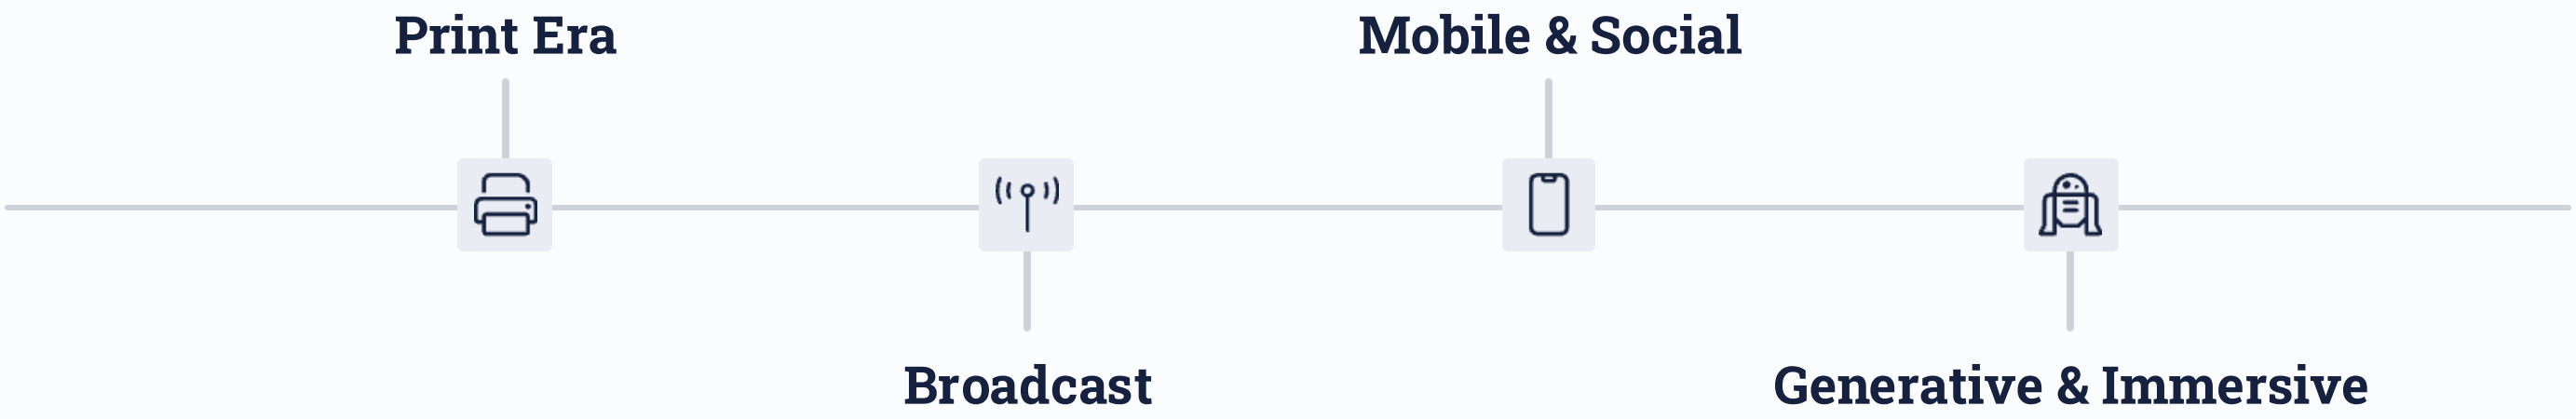 Print Era
Broadcast
Mobile & Social
Generative & Immersive